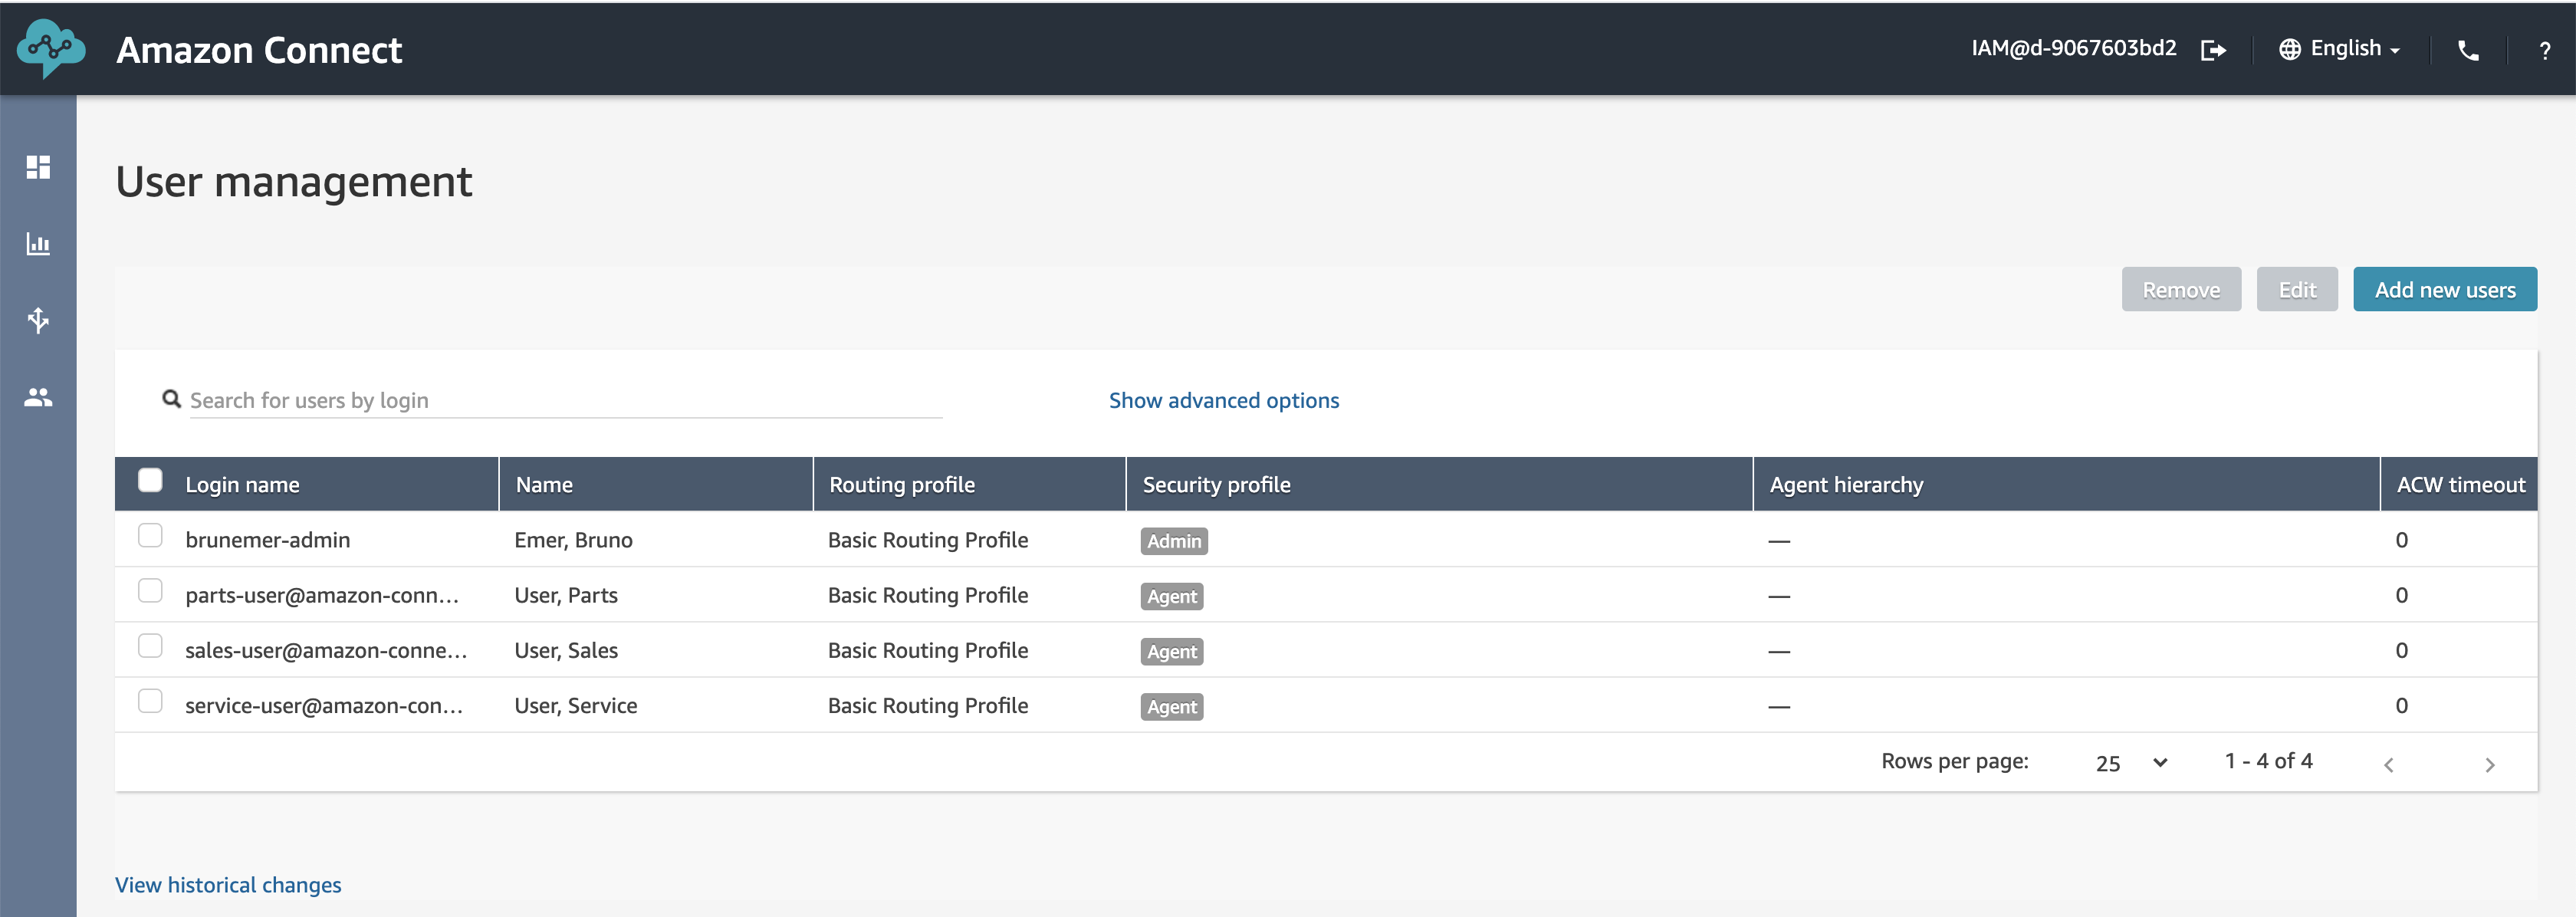 Amazon Connect
IAM@d-9067603bd2
English
?
User management
Remove Edit Add new users
Search for users by login
Show advanced options
Login name Name Routing profile Security profile Agent hierarchy ACW timeout
brunemer-admin Emer, Bruno Basic Routing Profile Admin — 0
parts-user@amazon-conn... User, Parts Basic Routing Profile Agent — 0
sales-user@amazon-conne... User, Sales Basic Routing Profile Agent — 0
service-user@amazon-con... User, Service Basic Routing Profile Agent — 0
Rows per page: 25 1 - 4 of 4
View historical changes